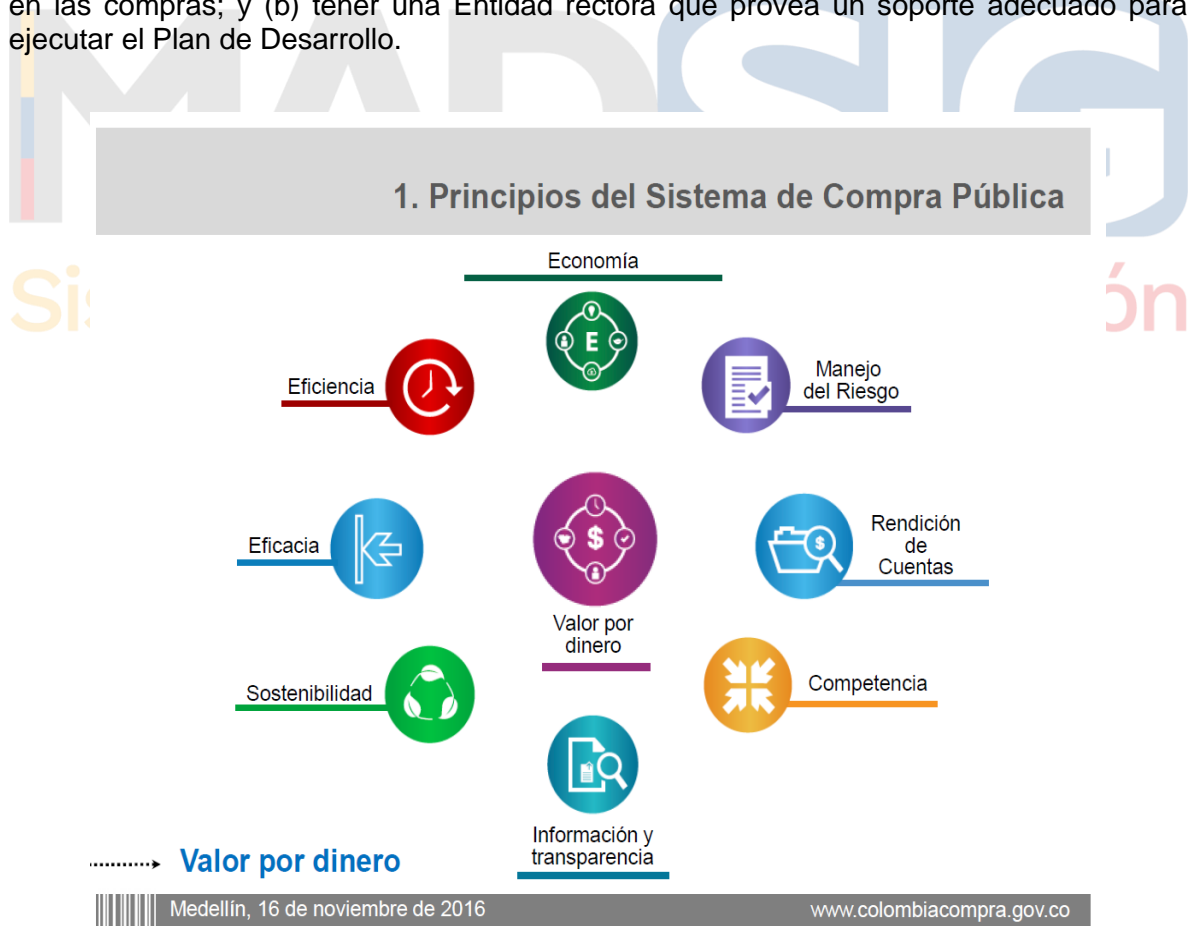 en las compras; y (b) tener una Entidad rectora que provea un soporte adecuado para
ejecutar el Plan de Desarrollo.
MADSIG
1. Principios del Sistema de Compra Pública
Economía
E
Eficiencia
Manejo
del Riesgo
Eficacia
$
Valor por
dinero
$
Rendición
de
Cuentas
Sostenibilidad
Competencia
Información y
transparencia
Valor por dinero
Medellín, 16 de noviembre de 2016
www.colombiacompra.gov.co